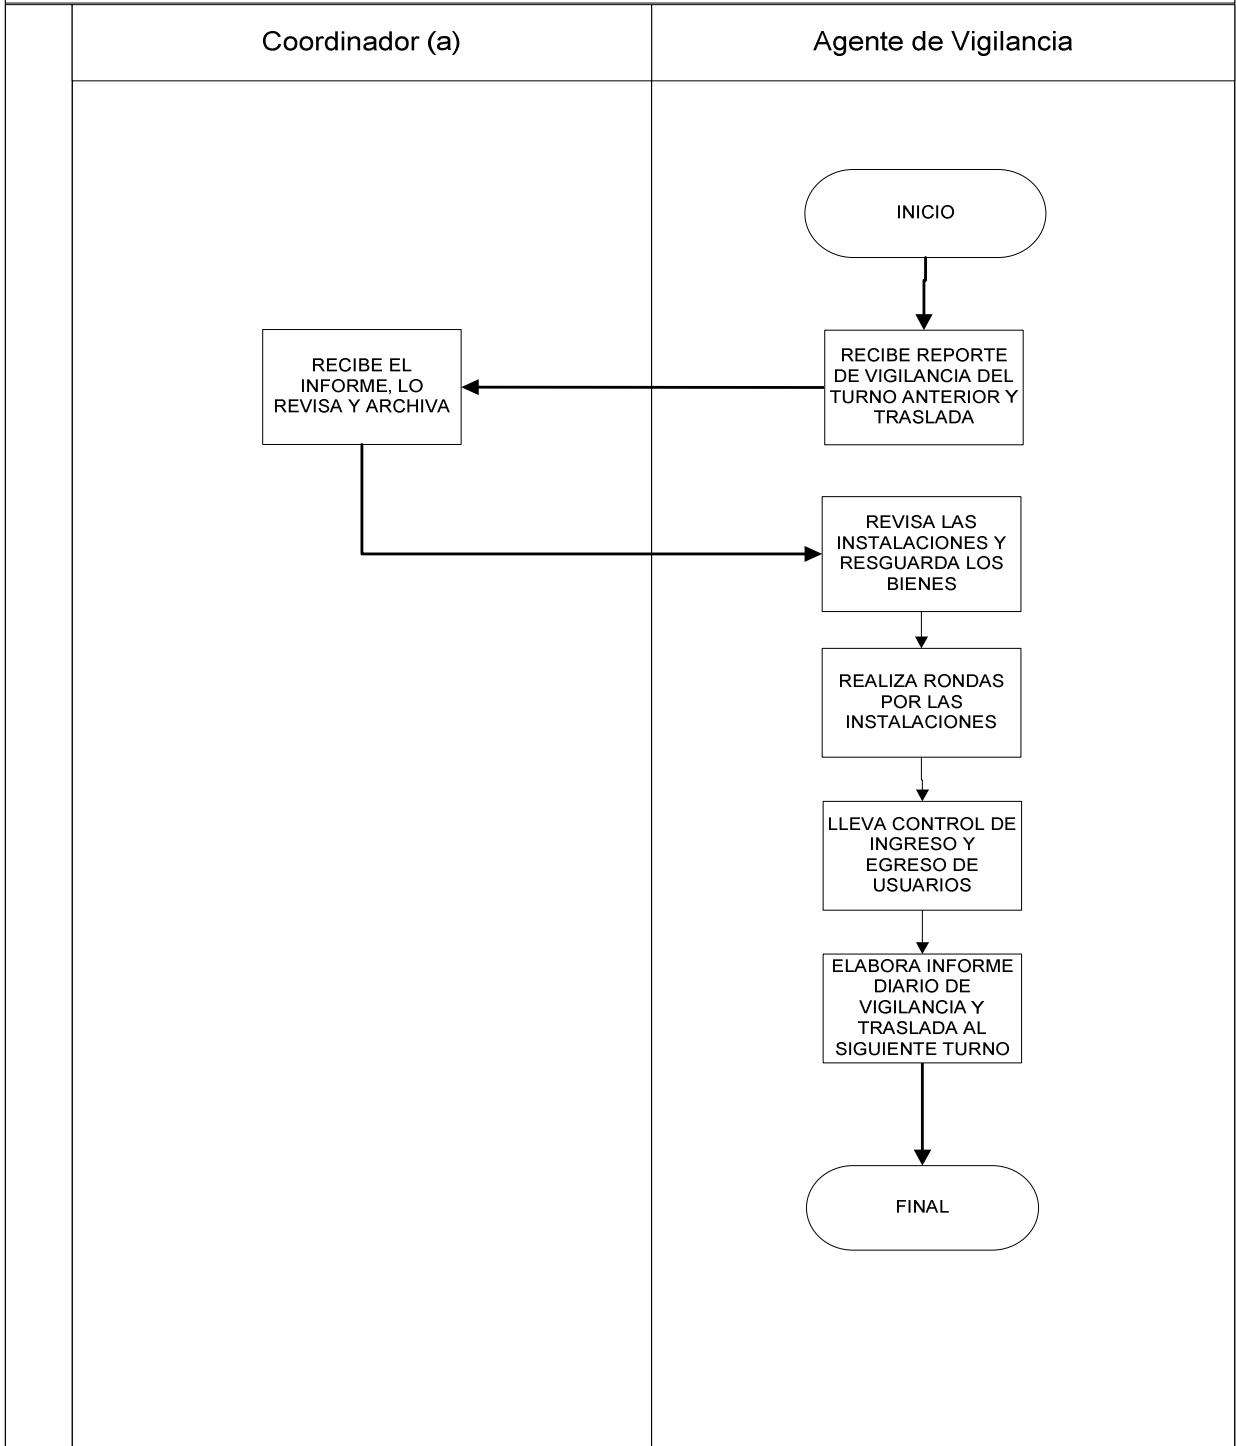 Coordinador (a)
Agente de Vigilancia
INICIO
RECIBE REPORTE
DE VIGILANCIA DEL
TURNO ANTERIOR Y
TRASLADA
RECIBE EL
INFORME, LO
REVISA Y ARCHIVA
REVISA LAS
INSTALACIONES Y
RESGUARDA LOS
BIENES
REALIZA RONDAS
POR LAS
INSTALACIONES
LLEVA CONTROL DE
INGRESO Y
EGRESO DE
USUARIOS
ELABORA INFORME
DIARIO DE
VIGILANCIA Y
TRASLADA AL
SIGUIENTE TURNO
FINAL